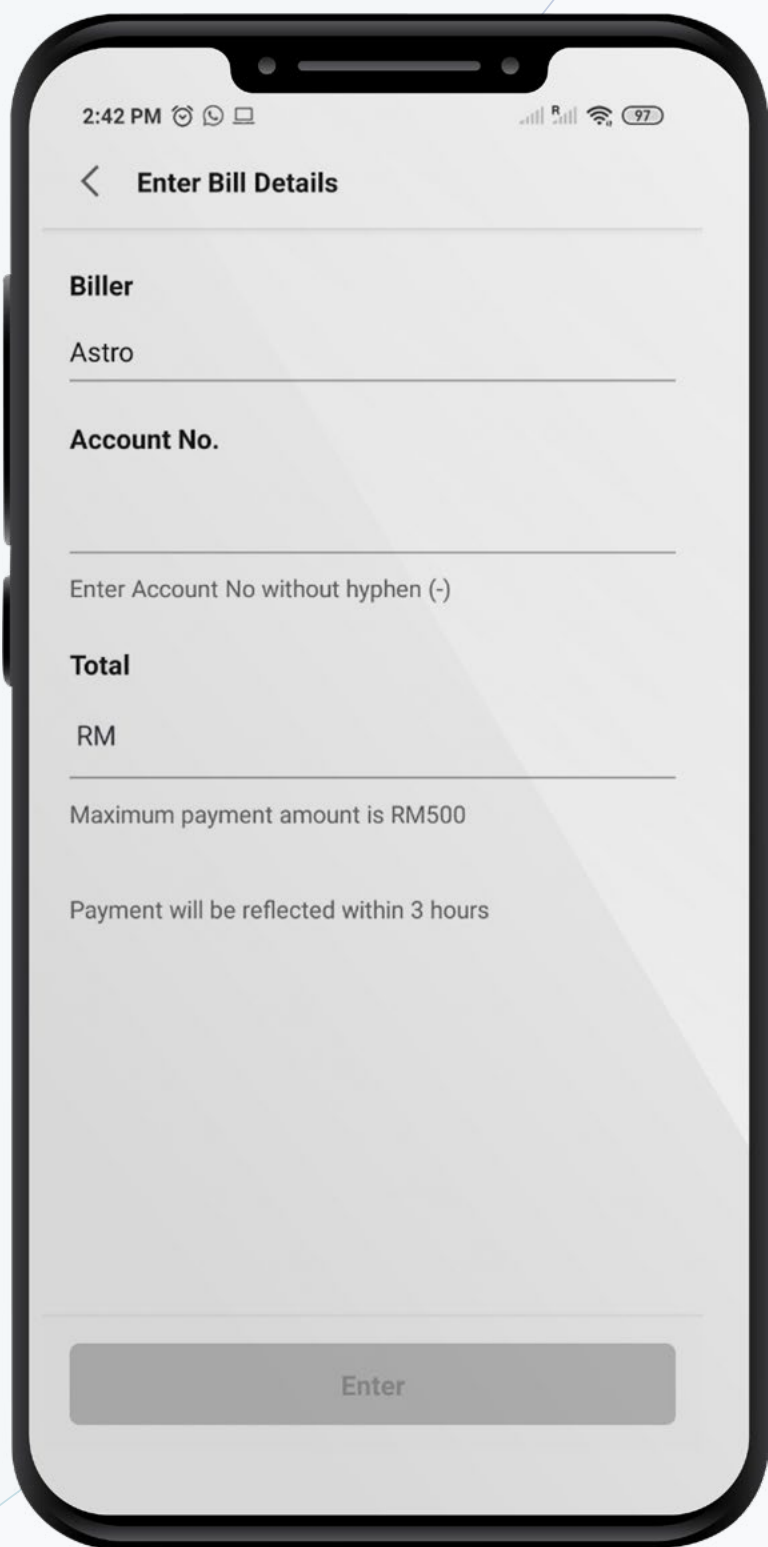 2:42 PM
R
97
Enter Bill Details
Biller
Astro
Account No.
Enter Account No without hyphen (-)
Total
RM
Maximum payment amount is RM500
Payment will be reflected within 3 hours
Enter